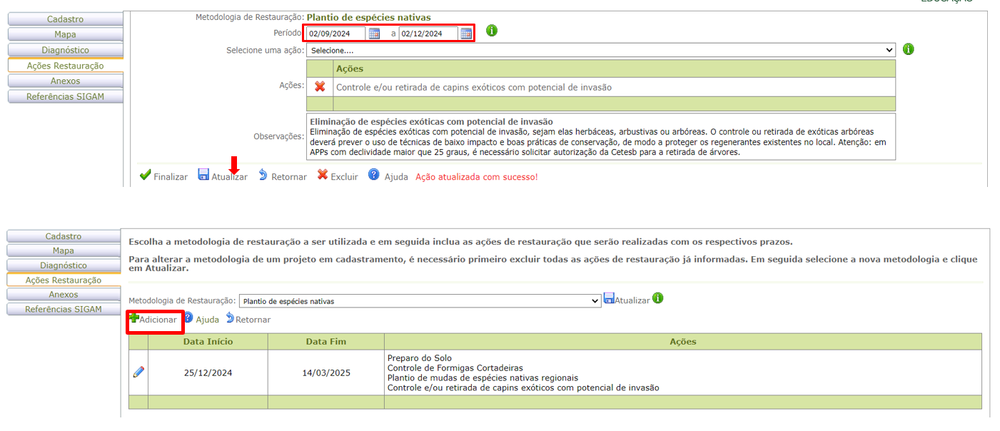 EDUCAÇÃO
Cadastro
Mapa
Diagnóstico
Ações Restauração
Anexos
Referências SIGAM
Metodologia de Restauração: Plantio de espécies nativas
Período 02/09/2024 a 02/12/2024
Selecione uma ação: Selecione....
Ações
Ações: Controle e/ou retirada de capins exóticos com potencial de invasão
Observações:
Eliminação de espécies exóticas com potencial de invasão
Eliminação de espécies exóticas com potencial de invasão, sejam elas herbáceas, arbustivas ou arbóreas. O controle ou retirada de exóticas arbóreas
deverá prever o uso de técnicas de baixo impacto e boas práticas de conservação, de modo a proteger os regenerantes existentes no local. Atenção: em
APPs com declividade maior que 25 graus, é necessário solicitar autorização da Cetesb para a retirada de árvores.
Finalizar Atualizar Retornar Excluir Ajuda Ação atualizada com sucesso!
Cadastro
Mapa
Diagnóstico
Ações Restauração
Anexos
Referências SIGAM
Escolha a metodologia de restauração a ser utilizada e em seguida inclua as ações de restauração que serão realizadas com os respectivos prazos.
Para alterar a metodologia de um projeto em cadastramento, é necessário primeiro excluir todas as ações de restauração já informadas. Em seguida selecione a nova metodologia e clique
em Atualizar.
Metodologia de Restauração: Plantio de espécies nativas Atualizar
Adicionar Ajuda Retornar
Data Início Data Fim Ações
25/12/2024 14/03/2025
Preparo do Solo
Controle de Formigas Cortadeiras
Plantio de mudas de espécies nativas regionais
Controle e/ou retirada de capins exóticos com potencial de invasão